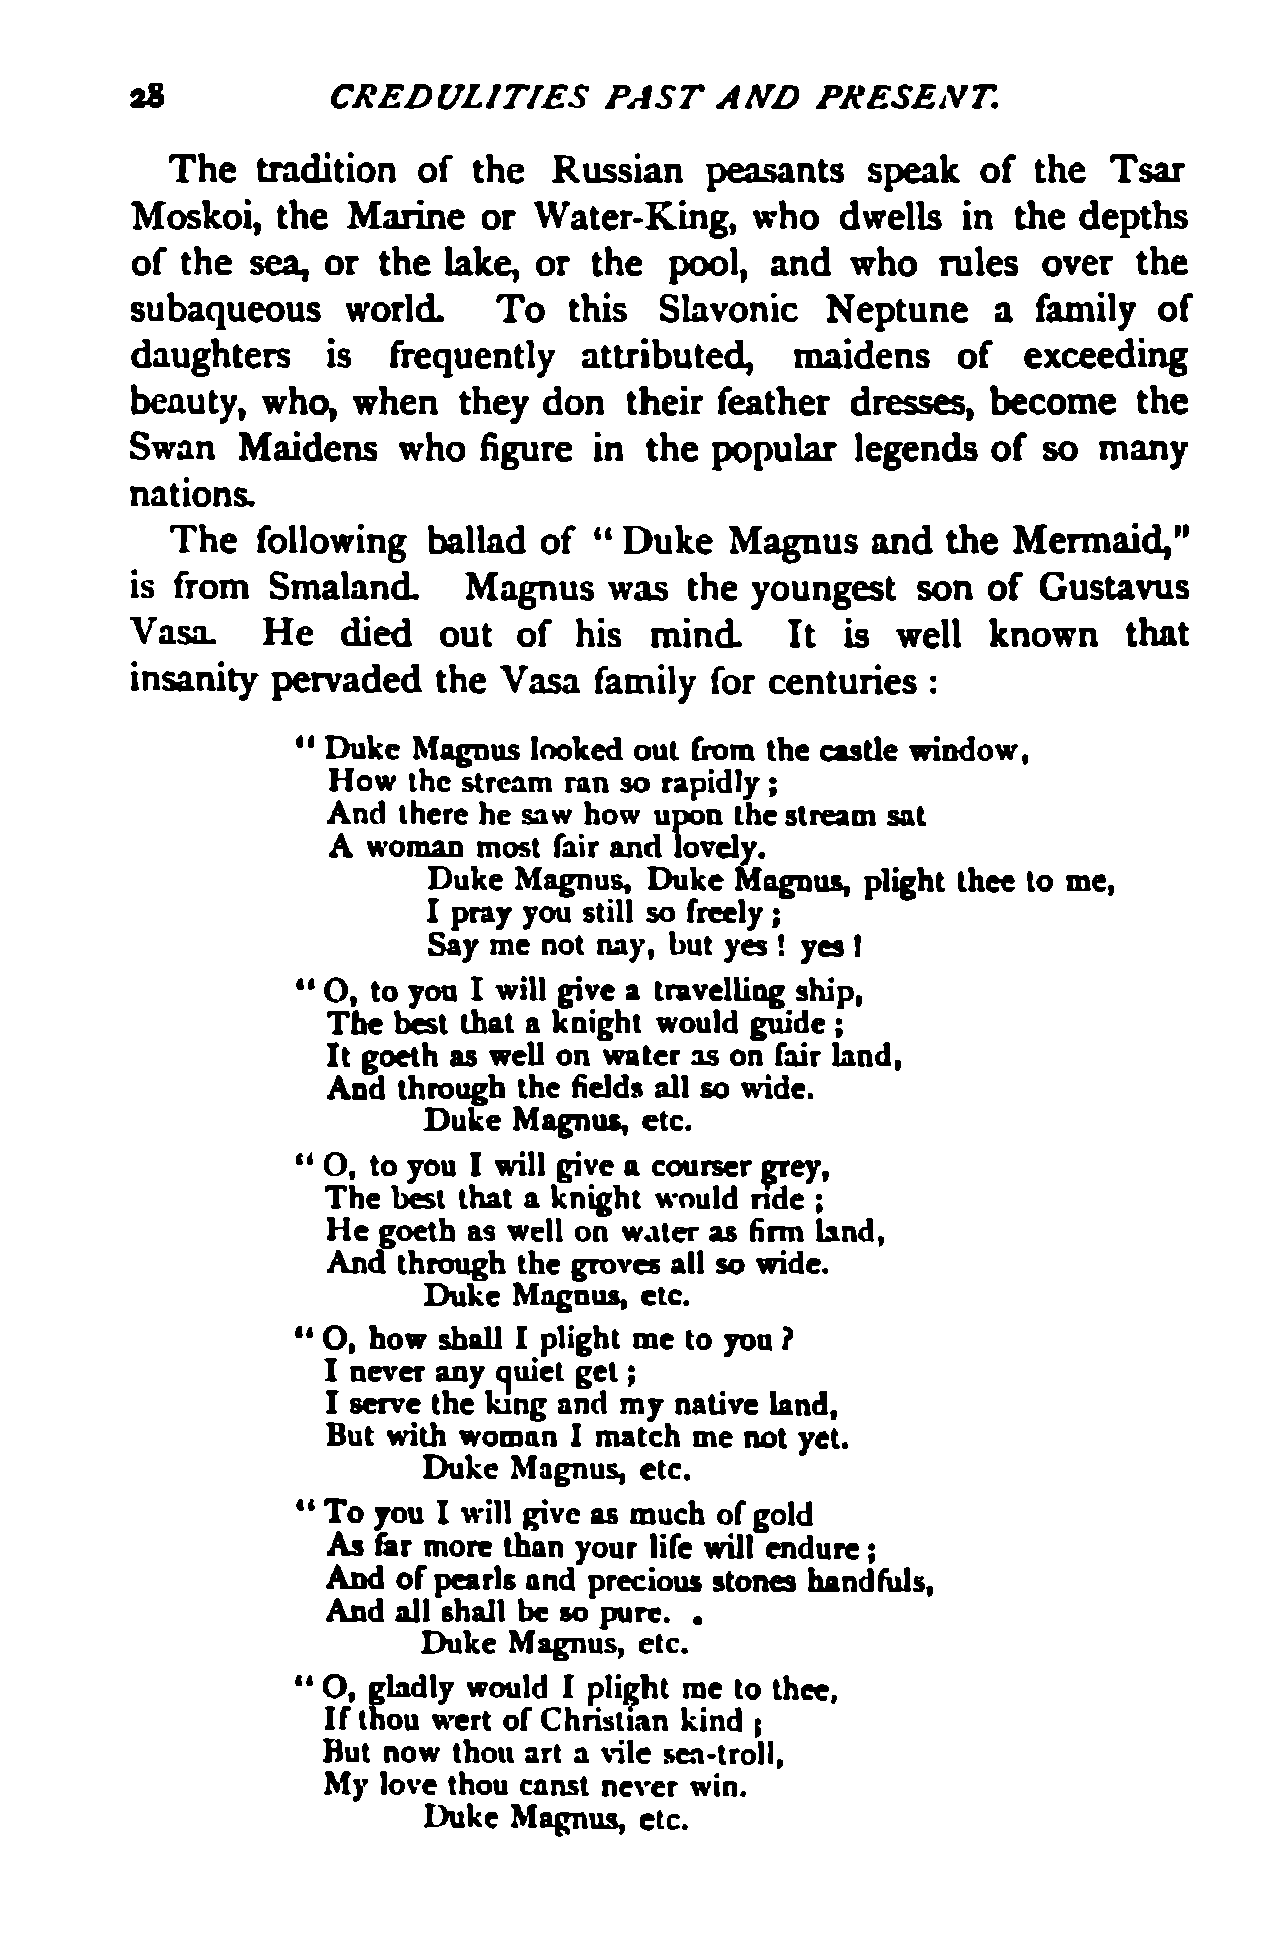 28 CREDULITIES PAST AND PRESENT.
The tradition of the Russian peasants speak of the Tsar
Moskoi, the Marine or Water-King, who dwells in the depths
of the sea, or the lake, or the pool, and who rules over the
subaqueous world. To this Slavonic Neptune a family of
daughters is frequently attributed, maidens of exceeding
beauty, who, when they don their feather dresses, become the
Swan Maidens who figure in the popular legends of so many
nations.
The following ballad of "Duke Magnus and the Mermaid,"
is from Smaland. Magnus was the youngest son of Gustavus
Vasa. He died out of his mind. It is well known that
insanity pervaded the Vasa family for centuries :
"Duke Magnus looked out from the castle window,
How the stream ran so rapidly ;
And there he saw how upon the stream sat
A woman most fair and lovely.
Duke Magnus, Duke Magnus, plight thee to me,
I pray you still so freely ;
Say me not nay, but yes ! yes !
"O, to you I will give a travelling ship,
The best that a knight would guide ;
It goeth as well on water as on fair land,
And through the fields all so wide.
Duke Magnus, etc.
"O, to you I will give a courser grey,
The best that a knight would ride ;
He goeth as well on water as firm land,
And through the groves all so wide.
Duke Magnus, etc.
"O, how shall I plight me to you ?
I never any quiet get ;
I serve the king and my native land,
But with woman I match me not yet.
Duke Magnus, etc.
"To you I will give as much of gold
As far more than your life will endure ;
And of pearls and precious stones handfuls,
And all shall be so pure.
Duke Magnus, etc.
"O, gladly would I plight me to thee,
If thou wert of Christian kind ;
But now thou art a vile sea-troll,
My love thou canst never win.
Duke Magnus, etc.